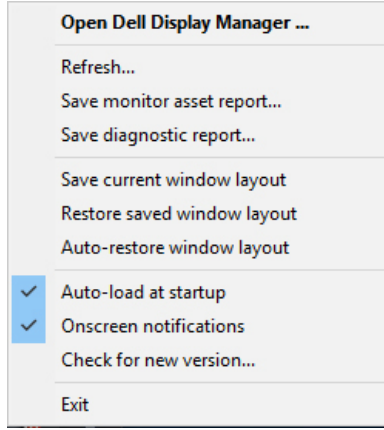 Open Dell Display Manager ...
Refresh...
Save monitor asset report...
Save diagnostic report...
Save current window layout
Restore saved window layout
Auto-restore window layout
Auto-load at startup
Onscreen notifications
Check for new version...
Exit